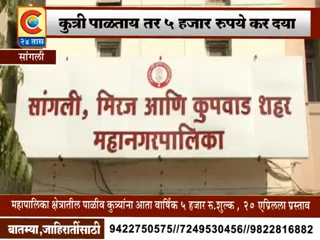 C
२४ तास
कुत्री पाळताय तर ५ हजार रुपये कर दया
सांगली
सांगली, मिरज आणि कुपवाड शहर
महानगरपालिका
महापालिका क्षेत्रातील पाळीव कुत्र्यांना आता वार्षिक ५ हजार रु.शुल्क , २० एप्रिलला प्रस्ताव
बातम्या,जाहिरातींसाठी 9422750575//7249530456//9822816882